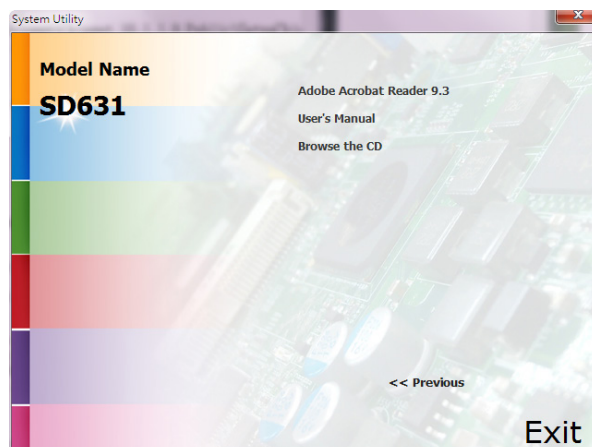 System Utility
Model Name
SD631
Adobe Acrobat Reader 9.3
User's Manual
Browse the CD
<< Previous
Exit